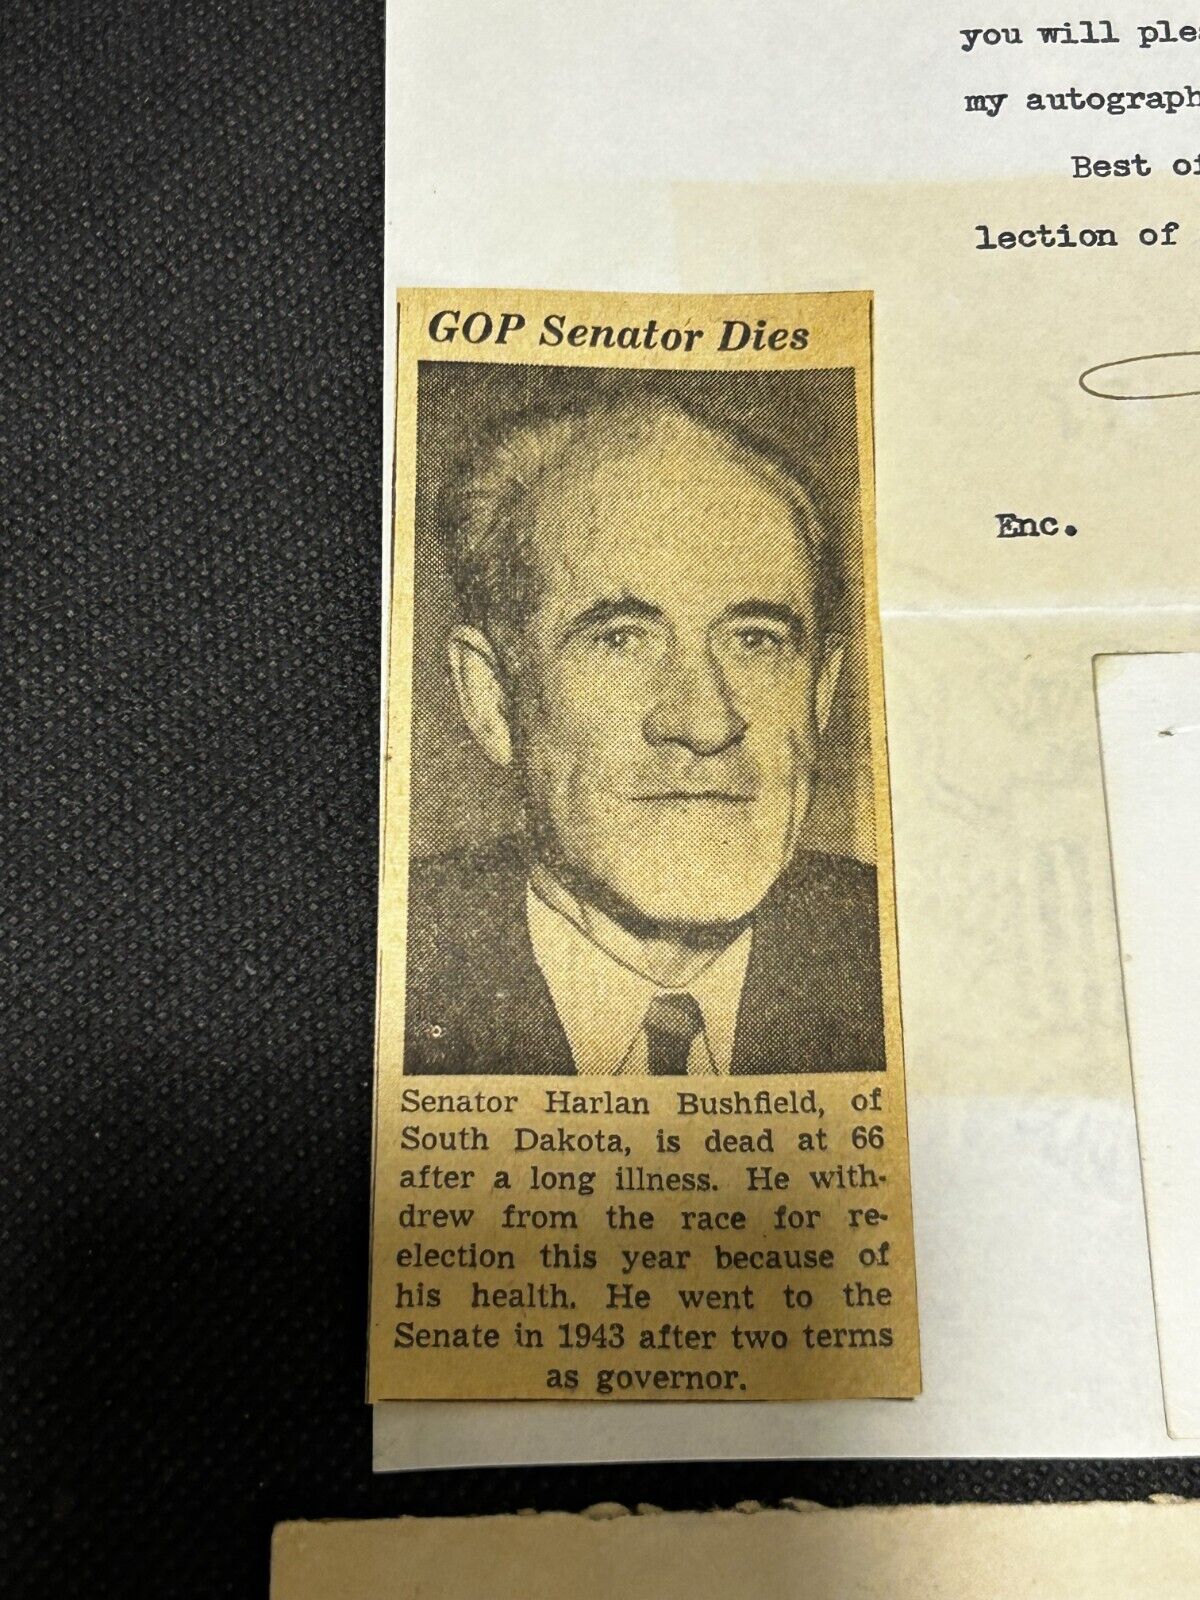 you will
my autograph
Best
lection of
GOP Senator Dies
Enc.
Senator Harlan Bushfield, of
South Dakota, is dead at 66
after a long illness. He with-
drew from the race for re-
election this year because of
his health. He went to the
Senate in 1943 after two terms
as governor.